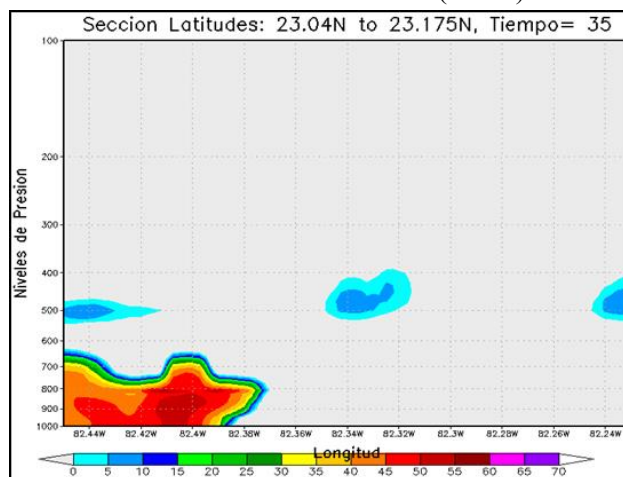 Seccion Latitudes: 23.04N to 23.175N, Tiempo= 35
Niveles de Presion
100
200
300
400
500
600
700
800
900
1000
82.44W 82.42W 82.4W 82.38W 82.36W 82.34W 82.32W 82.3W 82.28W 82.26W 82.24W
Longitud
0 5 10 15 20 25 30 35 40 45 50 55 60 65 70